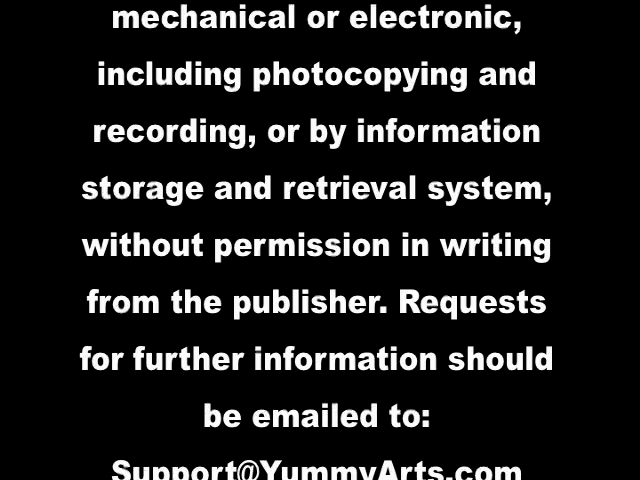 mechanical or electronic,
including photocopying and
recording, or by information
storage and retrieval system,
without permission in writing
from the publisher. Requests
for further information should
be emailed to:
Support@YummyArts.com